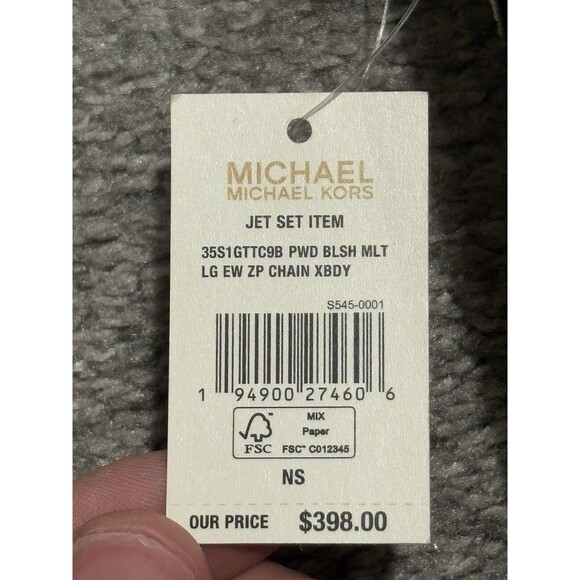 MICHAEL
MICHAEL KORS
JET SET ITEM
35S1GTTC9B PWD BLSH MLT
LG EW ZP CHAIN XBDY
S545-0001
1 94900 27460 6
MIX
Paper
FSC™ C012345
FSC
NS
OUR PRICE $398.00